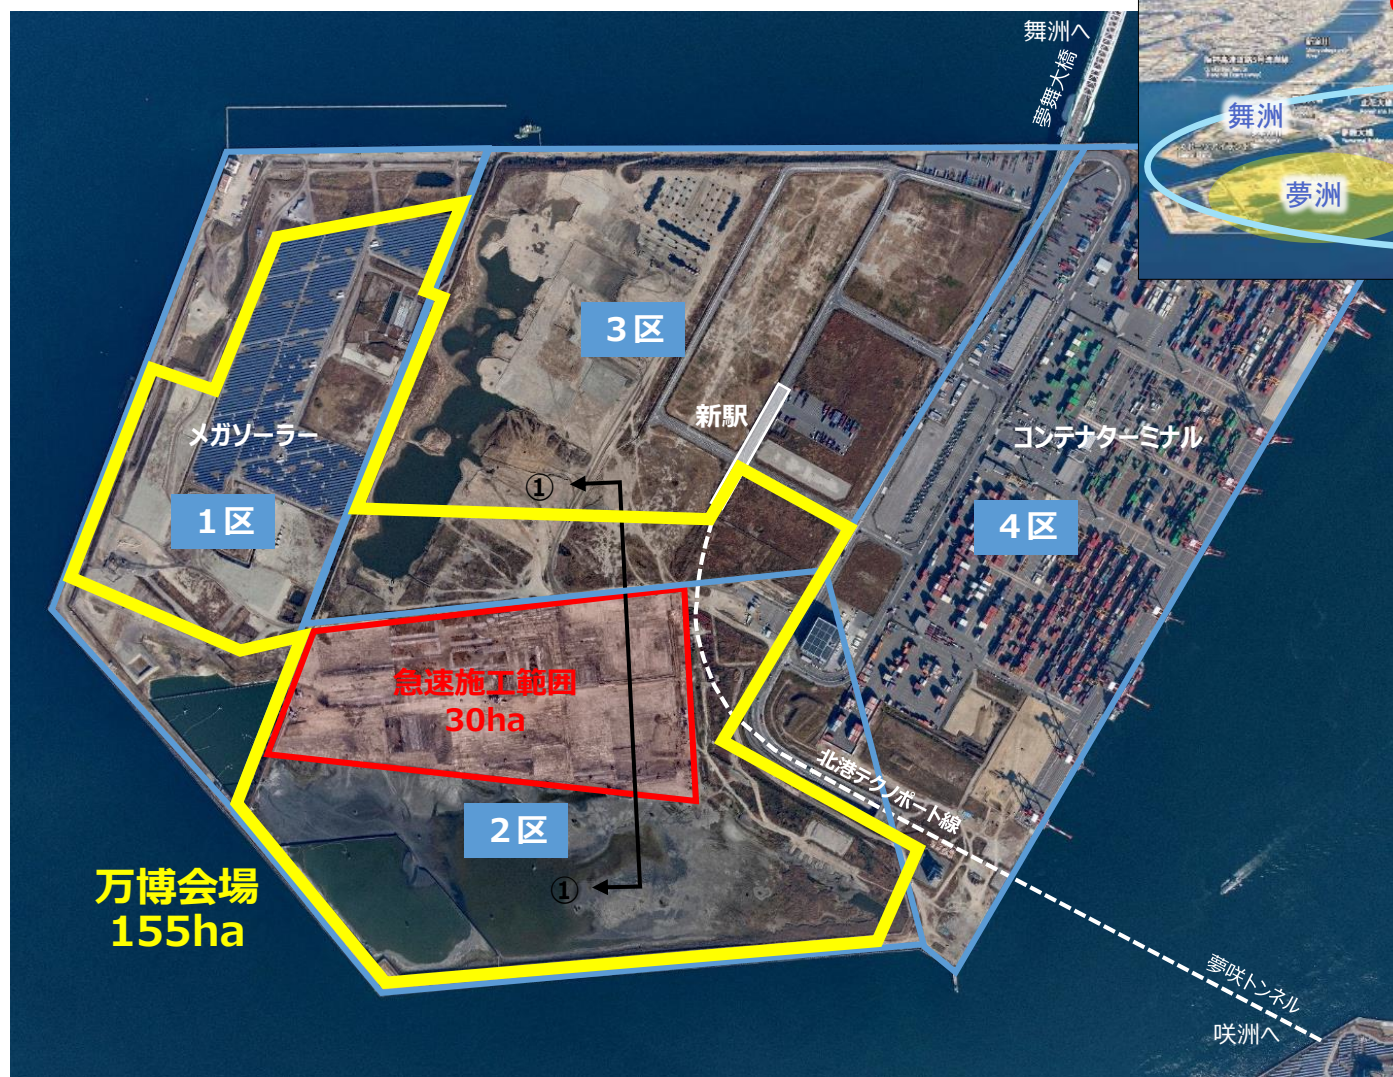 舞洲へ
夢舞大橋
舞洲
夢洲
3区
新駅
メガソーラー
コンテナターミナル
①
1区
4区
急速施工範囲
30ha
北港テクノポート線
2区
①
万博会場
155ha
夢咲トンネル
咲洲へ